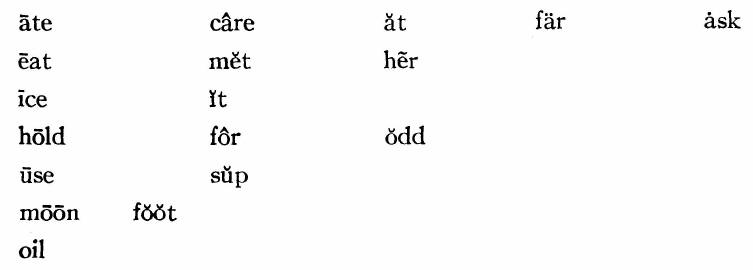 āte câre ăt fär ȧsk
ēat mĕt hẽr
īce ĭt
hōld fôr ŏdd
ūse sŭp
mōōn fŏŏt
oil